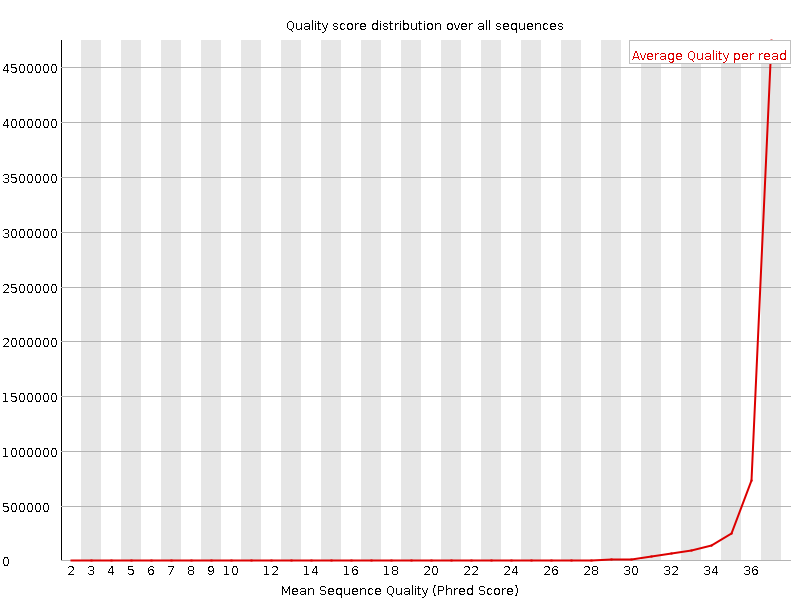 Quality score distribution over all sequences
Average Quality per read
4500000
4000000
3500000
3000000
2500000
2000000
1500000
1000000
500000
0
2 3 4 5 6 7 8 9 10 12 14 16 18 20 22 24 26 28 30 32 34 36
Mean Sequence Quality (Phred Score)